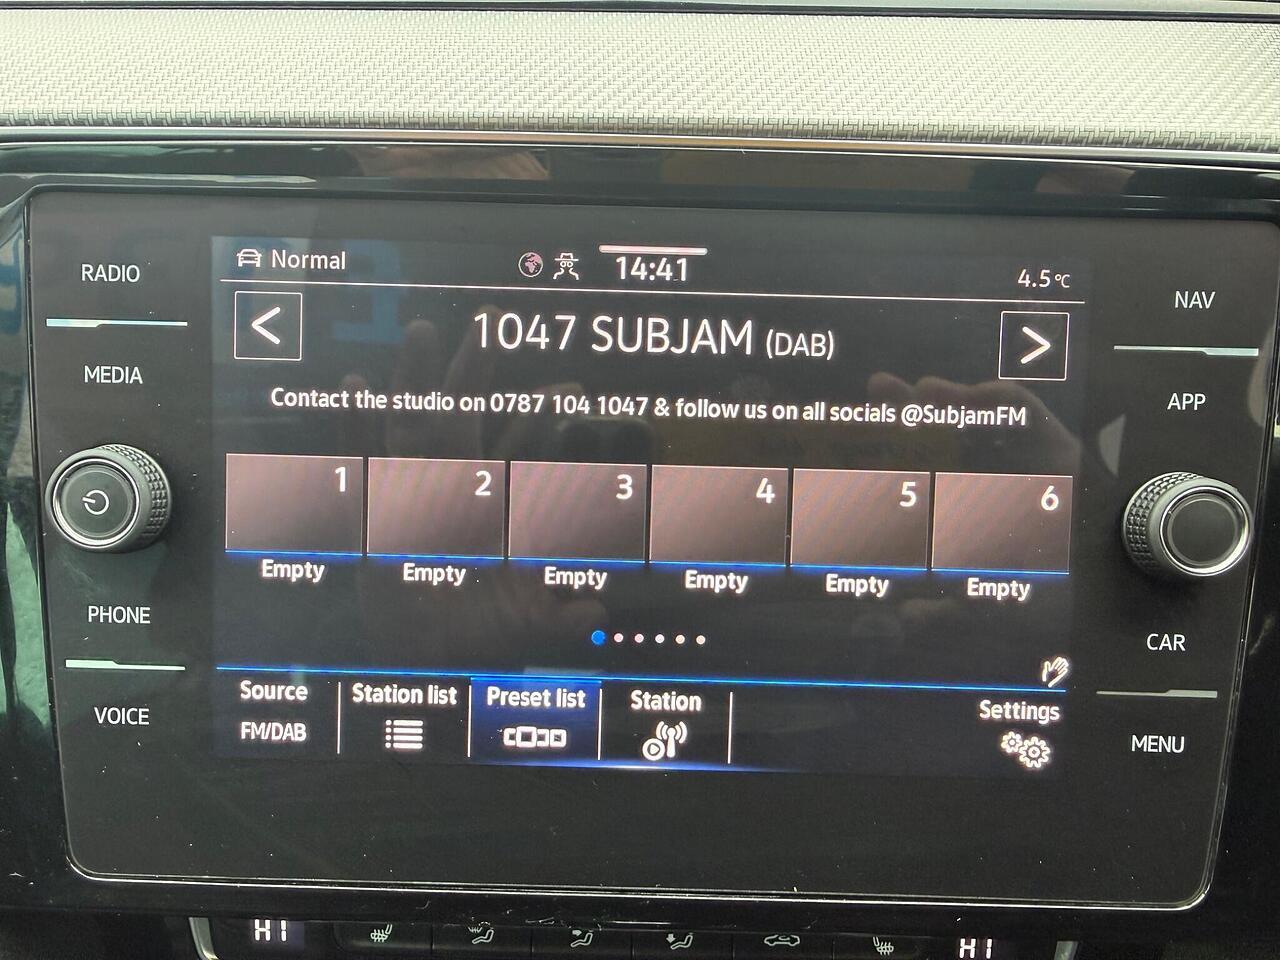 RADIO
MEDIA
PHONE
VOICE
Normal
14:41
4.5°C
1047 SUBJAM (DAB)
Contact the studio on 0787 104 1047 & follow us on all socials @SubjamFM
1 2 3 4 5 6
Empty Empty Empty Empty Empty Empty
Source Station list Preset list Station Settings
FM/DAB
NAV
APP
CAR
MENU
HI HI